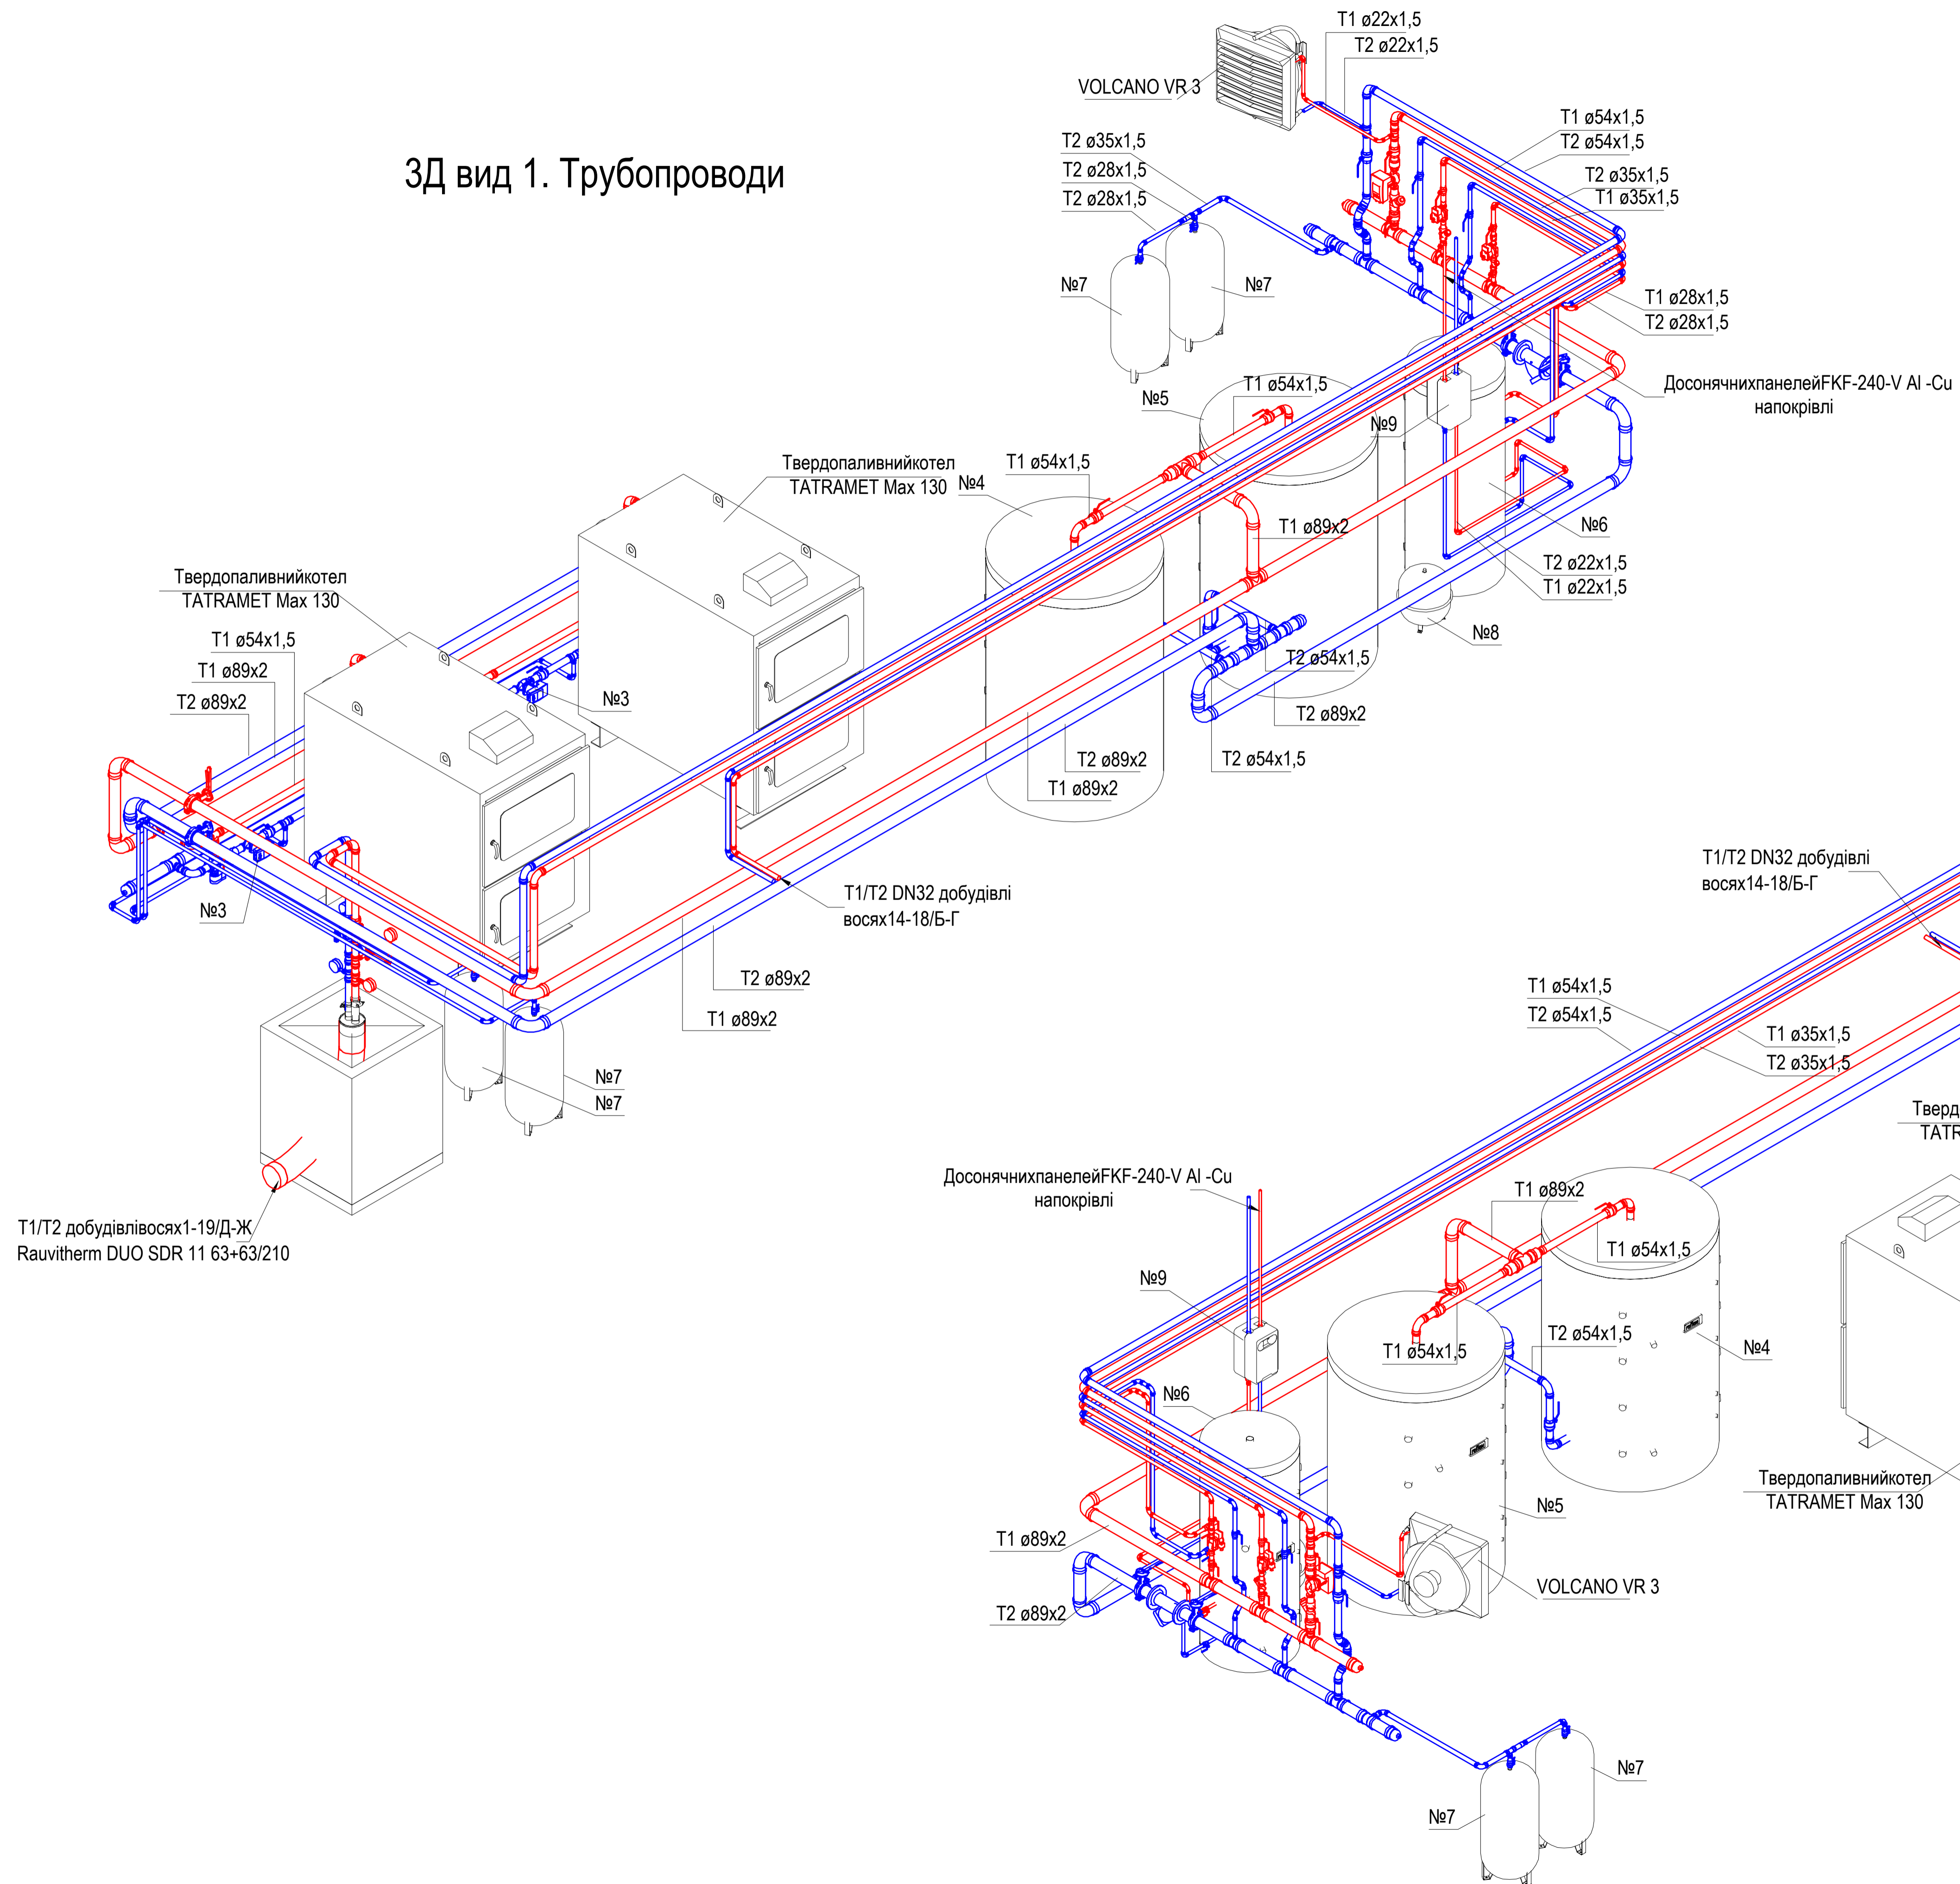 3Д вид 1. Трубопроводи
T1 ø22x1,5
T2 ø22x1,5
VOLCANO VR 3
T1 ø54x1,5
T2 ø54x1,5
T2 ø35x1,5
T1 ø35x1,5
T2 ø35x1,5
T2 ø28x1,5
T2 ø28x1,5
№7
№7
T1 ø28x1,5
T2 ø28x1,5
ДосонячнихпанелейFKF-240-V Al -Cu
напокрівлі
T1 ø54x1,5
№5
№9
Твердопаливнийкотел
TATRAMET Max 130
№4
T1 ø54x1,5
T1 ø89x2
№6
T2 ø22x1,5
T1 ø22x1,5
№8
Твердопаливнийкотел
TATRAMET Max 130
T1 ø54x1,5
T1 ø89x2
T2 ø89x2
№3
T2 ø54x1,5
T2 ø89x2
T2 ø54x1,5
T2 ø89x2
T1 ø89x2
№3
T1/T2 DN32 добудівлі
восях14-18/Б-Г
T2 ø89x2
T1 ø89x2
№7
№7
T1/T2 добудівлівосях1-19/Д-Ж
Rauvitherm DUO SDR 11 63+63/210
T1/T2 DN32 добудівлі
восях14-18/Б-Г
T1 ø54x1,5
T2 ø54x1,5
T1 ø35x1,5
T2 ø35x1,5
Тверд
TATR
ДосонячнихпанелейFKF-240-V Al -Cu
напокрівлі
T1 ø89x2
T1 ø54x1,5
№9
T2 ø54x1,5
T1 ø54x1,5
№4
№6
Твердопаливнийкотел
TATRAMET Max 130
№5
T1 ø89x2
VOLCANO VR 3
T2 ø89x2
№7
№7